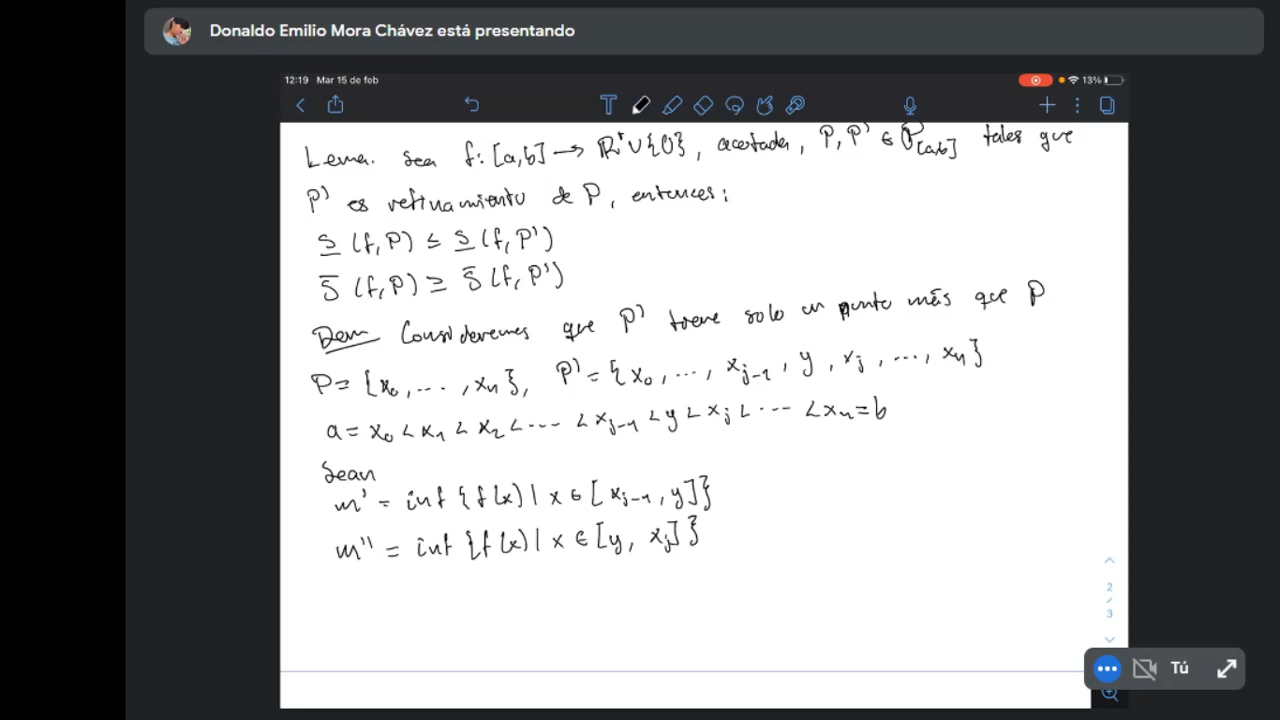 Donaldo Emilio Mora Chávez está presentando
12:19 Mar 15 de feb
13%
Lema. Sea f: [a,b] → ℝ⁺ ∪ {0}, acotada, P, P' ∈ 𝒫[a,b] tales que
P' es refinamiento de P, entonces:
S̲ (f, P) ≤ S̲ (f, P')
S̅ (f, P) ≥ S̅ (f, P')
Dem Consideremos que P' tiene solo un punto más que P
P = {x₀, ..., xₙ}, P' = {x₀, ..., xⱼ₋₁, y, xⱼ, ..., xₙ}
a = x₀ < x₁ < x₂ < ... < xⱼ₋₁ < y < xⱼ < ... < xₙ = b
Sean
m' = inf {f(x) | x ∈ [xⱼ₋₁, y]}
m'' = inf {f(x) | x ∈ [y, xⱼ]}
2
3
Tú